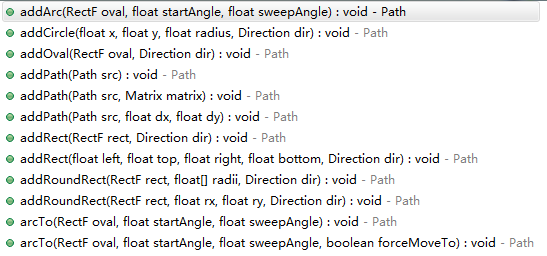 addArc(RectF oval, float startAngle, float sweepAngle) : void - Path
addCircle(float x, float y, float radius, Direction dir) : void - Path
addOval(RectF oval, Direction dir) : void - Path
addPath(Path src) : void - Path
addPath(Path src, Matrix matrix) : void - Path
addPath(Path src, float dx, float dy) : void - Path
addRect(RectF rect, Direction dir) : void - Path
addRect(float left, float top, float right, float bottom, Direction dir) : void - Path
addRoundRect(RectF rect, float[] radii, Direction dir) : void - Path
addRoundRect(RectF rect, float rx, float ry, Direction dir) : void - Path
arcTo(RectF oval, float startAngle, float sweepAngle) : void - Path
arcTo(RectF oval, float startAngle, float sweepAngle, boolean forceMoveTo) : void - Path